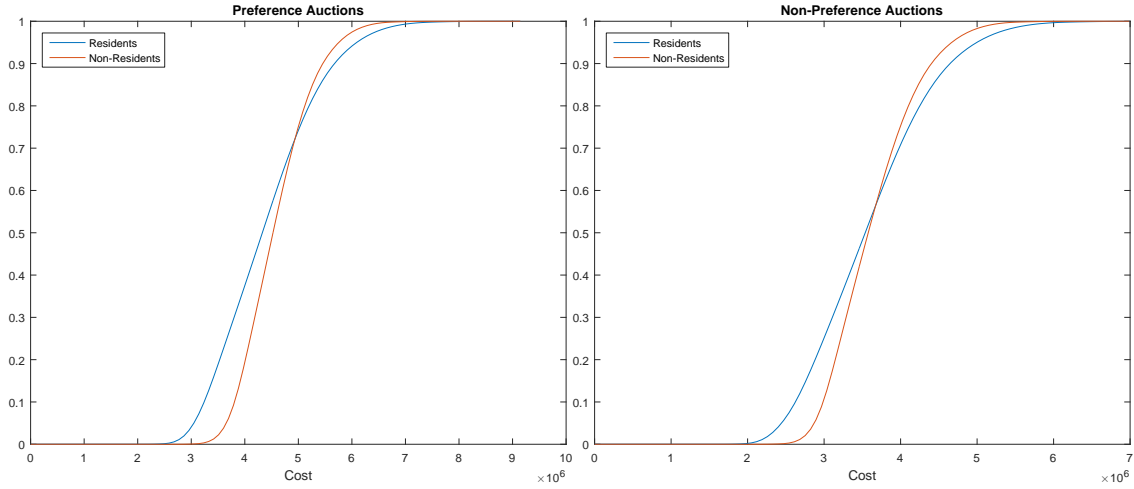 Preference Auctions
Residents
Non-Residents
1
0.9
0.8
0.7
0.6
0.5
0.4
0.3
0.2
0.1
0
0 1 2 3 4 5 6 7 8 9 10
Cost
×10^6
Non-Preference Auctions
Residents
Non-Residents
1
0.9
0.8
0.7
0.6
0.5
0.4
0.3
0.2
0.1
0
0 1 2 3 4 5 6 7
Cost
×10^6